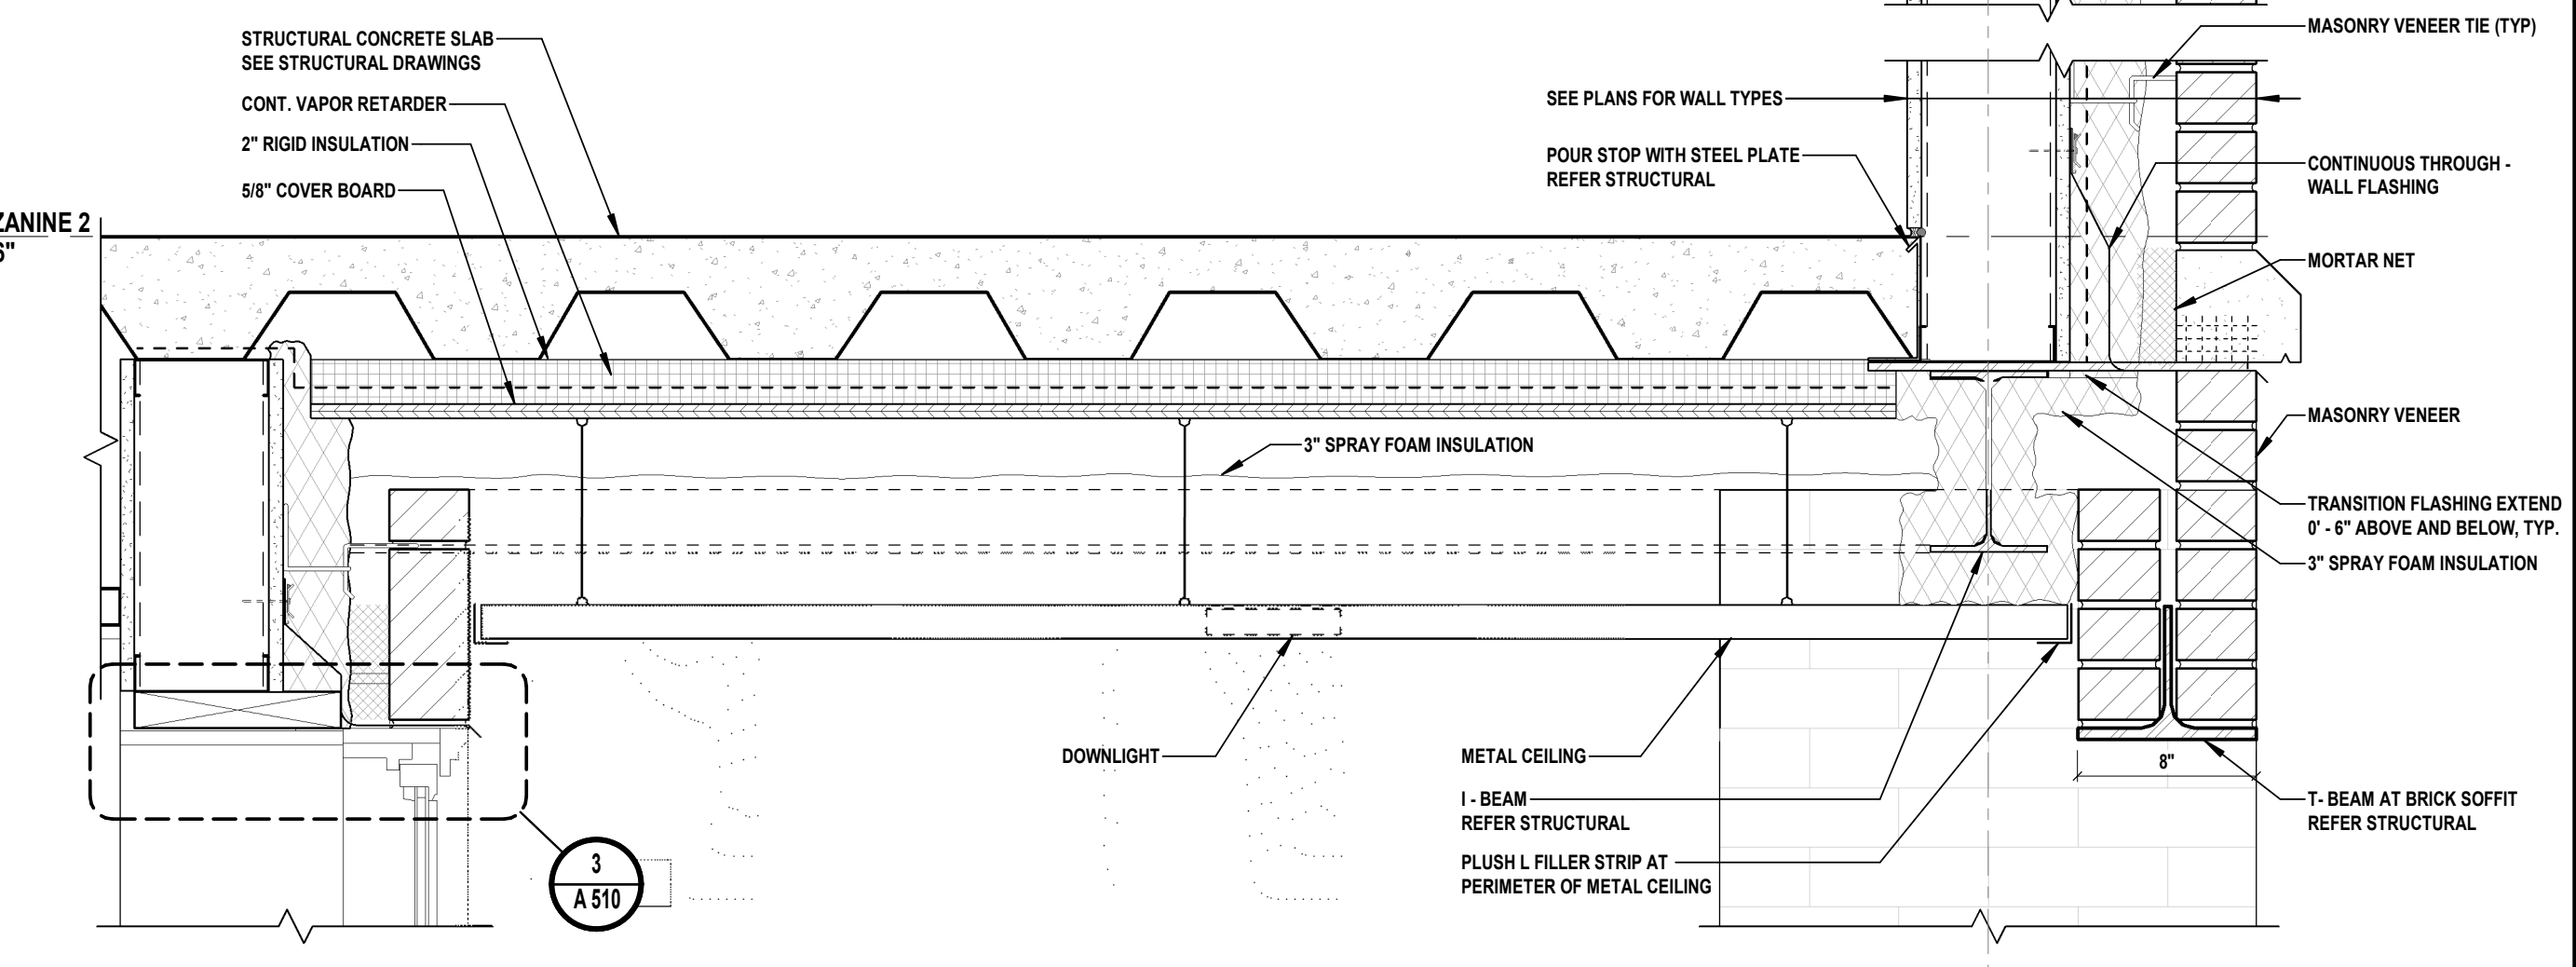 STRUCTURAL CONCRETE SLAB
SEE STRUCTURAL DRAWINGS
CONT. VAPOR RETARDER
2" RIGID INSULATION
5/8" COVER BOARD
ZANINE 2
6"
SEE PLANS FOR WALL TYPES
POUR STOP WITH STEEL PLATE
REFER STRUCTURAL
MASONRY VENEER TIE (TYP)
CONTINUOUS THROUGH -
WALL FLASHING
MORTAR NET
MASONRY VENEER
3" SPRAY FOAM INSULATION
TRANSITION FLASHING EXTEND
0' - 6" ABOVE AND BELOW, TYP.
3" SPRAY FOAM INSULATION
DOWNLIGHT
METAL CEILING
I - BEAM
REFER STRUCTURAL
PLUSH L FILLER STRIP AT
PERIMETER OF METAL CEILING
8"
T- BEAM AT BRICK SOFFIT
REFER STRUCTURAL
3
A 510